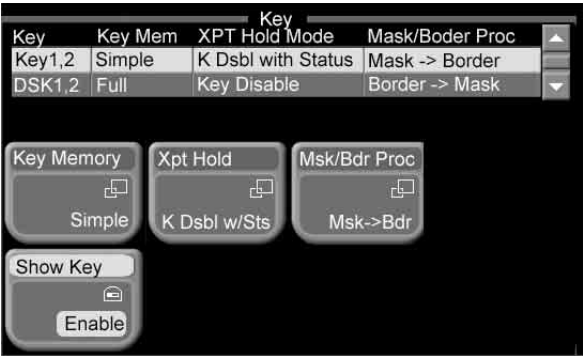 Key
Key Key Mem XPT Hold Mode Mask/Boder Proc
Key1,2 Simple K Dsbl with Status Mask -> Border
DSK1,2 Full Key Disable Border -> Mask
Key Memory Xpt Hold Msk/Bdr Proc
Simple K Dsbl w/Sts Msk->Bdr
Show Key
Enable